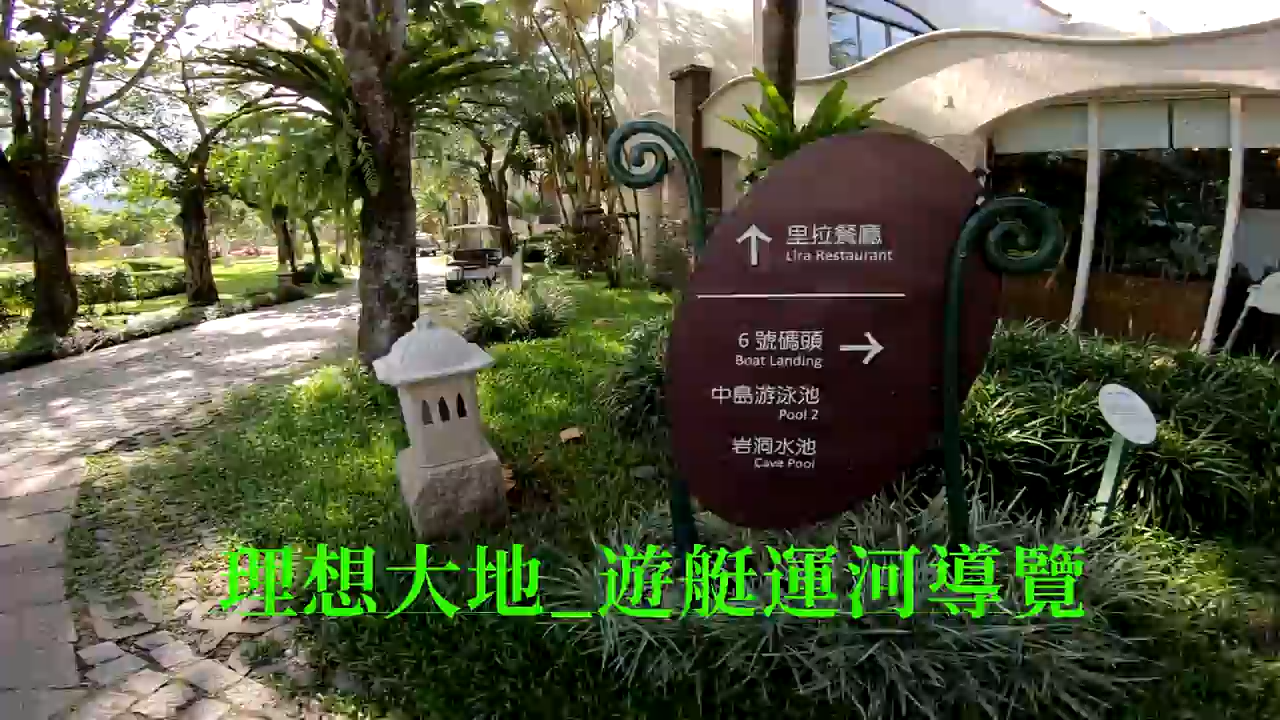 里拉餐廳
Lira Restaurant
6 號碼頭
Boat Landing
中島游泳池
Pool 2
岩洞水池
Cave Pool
理想大地_遊艇運河導覽